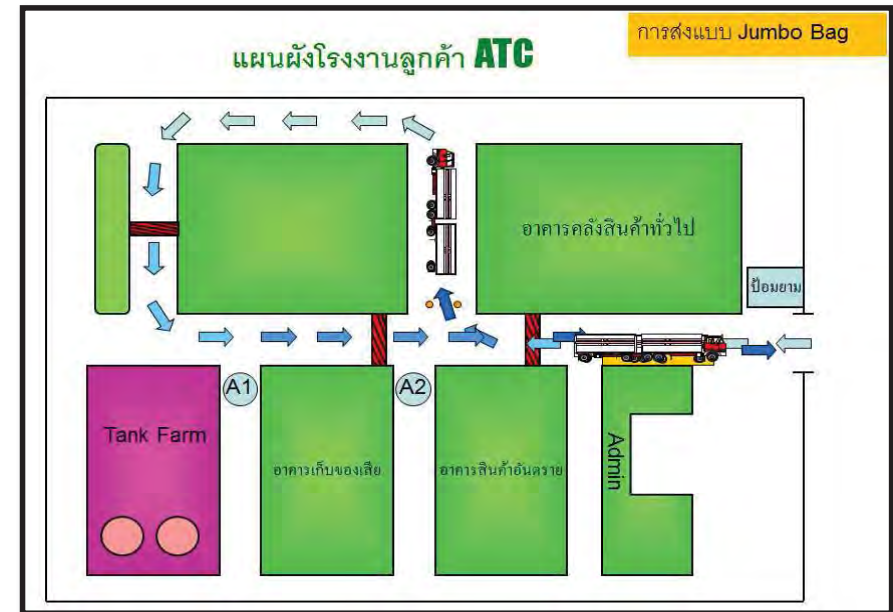 การส่งแบบ Jumbo Bag
แผนผังโรงงานลูกค้า ATC
อาคารคลังสินค้าทั่วไป
ป้อมยาม
A1
A2
Tank Farm
อาคารเก็บของเสีย
อาคารสินค้าอันตราย
Admin